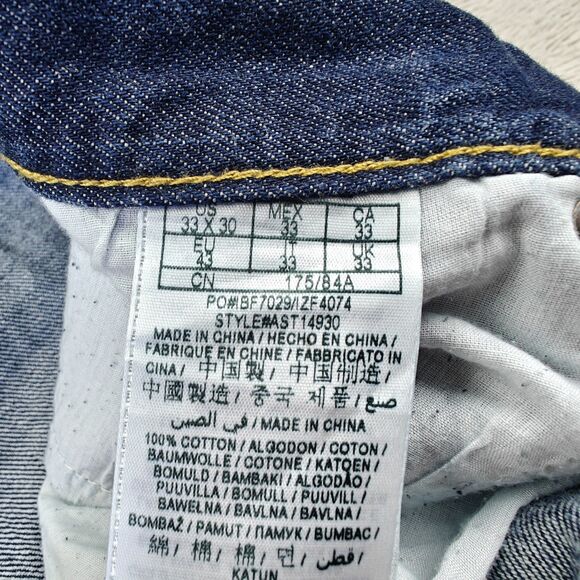 US MEX CA
33 X 30 33 33
EU IT UK
43 33 33
CN 175/84A
PO#IBF7029/IZF4074
STYLE#AST14930
MADE IN CHINA / HECHO EN CHINA /
FABRIQUE EN CHINE / FABBRICATO IN
CINA / 中国製 / 中国制造 /
中國製造 / 중국 제품 / صنع
في الصين / MADE IN CHINA
100% COTTON / ALGODON / COTON /
BAUMWOLLE / COTONE / KATOEN /
BOMULD / BAMBAKI / ALGODÃO /
PUUVILLA / BOMULL / PUUVILL /
BAWEŁNA / BAVLNA / BAVLNA /
BOMBAŽ / PAMUT / ПАМУК / BUMBAC /
綿 / 棉 / 棉 / 면 / قطن /
KATUN